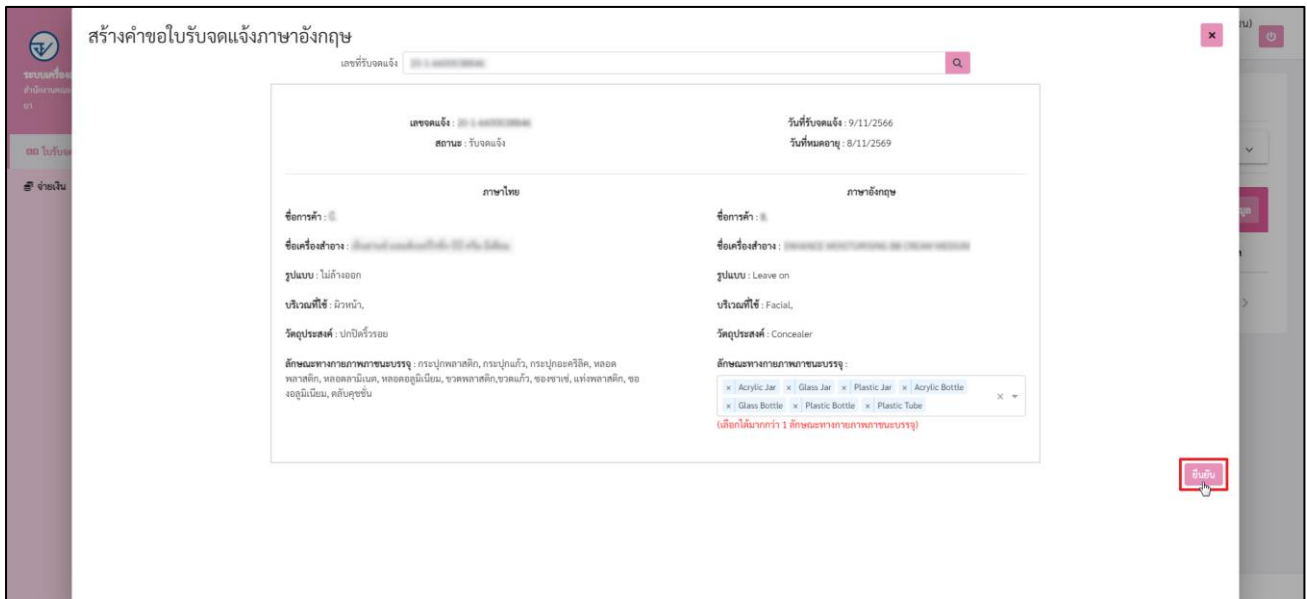 สร้างคำขอใบรับจดแจ้งภาษาอังกฤษ
×
เลขที่รับจดแจ้ง
เลขจดแจ้ง :
วันที่รับจดแจ้ง : 9/11/2566
สถานะ : รับจดแจ้ง
วันที่หมดอายุ : 8/11/2569
ภาษาไทย
ภาษาอังกฤษ
ชื่อการค้า :
ชื่อการค้า :
ชื่อเครื่องสำอาง :
ชื่อเครื่องสำอาง :
รูปแบบ : ไม่ล้างออก
รูปแบบ : Leave on
บริเวณที่ใช้ : ผิวหน้า,
บริเวณที่ใช้ : Facial,
วัตถุประสงค์ : ปกปิดริ้วรอย
วัตถุประสงค์ : Concealer
ลักษณะทางกายภาพภาชนะบรรจุ : กระปุกพลาสติก, กระปุกแก้ว, กระปุกอะคริลิค, หลอด
พลาสติก, หลอดลามิเนต, หลอดอลูมิเนียม, ขวดพลาสติก,ขวดแก้ว, ซองซาเช่, แท่งพลาสติก, ซอ
งอลูมิเนียม, ตลับคุชชั่น
ลักษณะทางกายภาพภาชนะบรรจุ :
× Acrylic Jar × Glass Jar × Plastic Jar × Acrylic Bottle
× Glass Bottle × Plastic Bottle × Plastic Tube
(เลือกได้มากกว่า 1 ลักษณะทางกายภาพภาชนะบรรจุ)
ยืนยัน
จ่ายเงิน